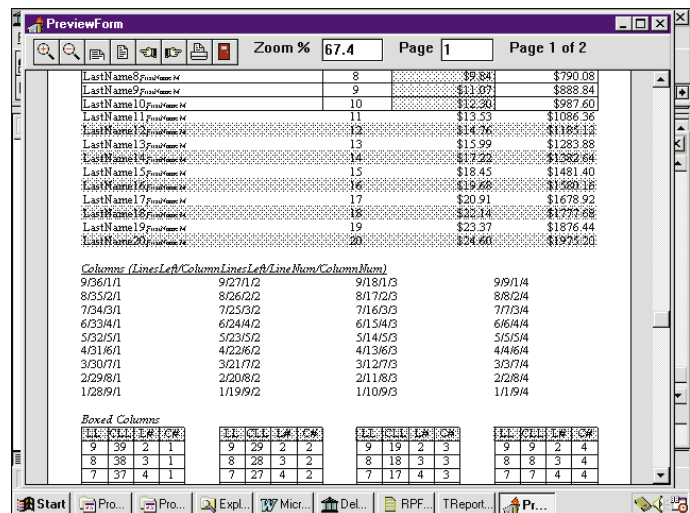 PreviewForm
Zoom % 67.4 Page 1 Page 1 of 2
LastName8, FirstName M 8 $9.84 $790.08
LastName9, FirstName M 9 $11.07 $888.84
LastName10, FirstName M 10 $12.30 $987.60
LastName11, FirstName M 11 $13.53 $1086.36
LastName12, FirstName M 12 $14.76 $1185.12
LastName13, FirstName M 13 $15.99 $1283.88
LastName14, FirstName M 14 $17.22 $1382.64
LastName15, FirstName M 15 $18.45 $1481.40
LastName16, FirstName M 16 $19.68 $1580.16
LastName17, FirstName M 17 $20.91 $1678.92
LastName18, FirstName M 18 $22.14 $1777.68
LastName19, FirstName M 19 $23.37 $1876.44
LastName20, FirstName M 20 $24.60 $1975.20
Columns (LinesLeft/ColumnLinesLeft/LineNum/ColumnNum)
9/36/1/1 9/27/1/2 9/18/1/3 9/9/1/4
8/35/2/1 8/26/2/2 8/17/2/3 8/8/2/4
7/34/3/1 7/25/3/2 7/16/3/3 7/7/3/4
6/33/4/1 6/24/4/2 6/15/4/3 6/6/4/4
5/32/5/1 5/23/5/2 5/14/5/3 5/5/5/4
4/31/6/1 4/22/6/2 4/13/6/3 4/4/6/4
3/30/7/1 3/21/7/2 3/12/7/3 3/3/7/4
2/29/8/1 2/20/8/2 2/11/8/3 2/2/8/4
1/28/9/1 1/19/9/2 1/10/9/3 1/1/9/4
Boxed Columns
LL CLL L# C# LL CLL L# C# LL CLL L# C# LL CLL L# C#
9 39 2 1 9 29 2 2 9 19 2 3 9 9 2 4
8 38 3 1 8 28 3 2 8 18 3 3 8 8 3 4
7 37 4 1 7 27 4 2 7 17 4 3 7 7 4 4
Start Pro... Pro... Expl... Micr... Del... RPF... TReport... Pr...